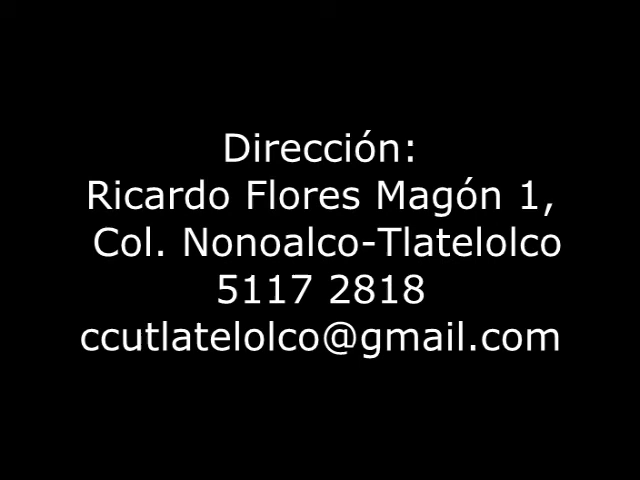 Dirección:
Ricardo Flores Magón 1,
Col. Nonoalco-Tlatelolco
5117 2818
ccutlatelolco@gmail.com